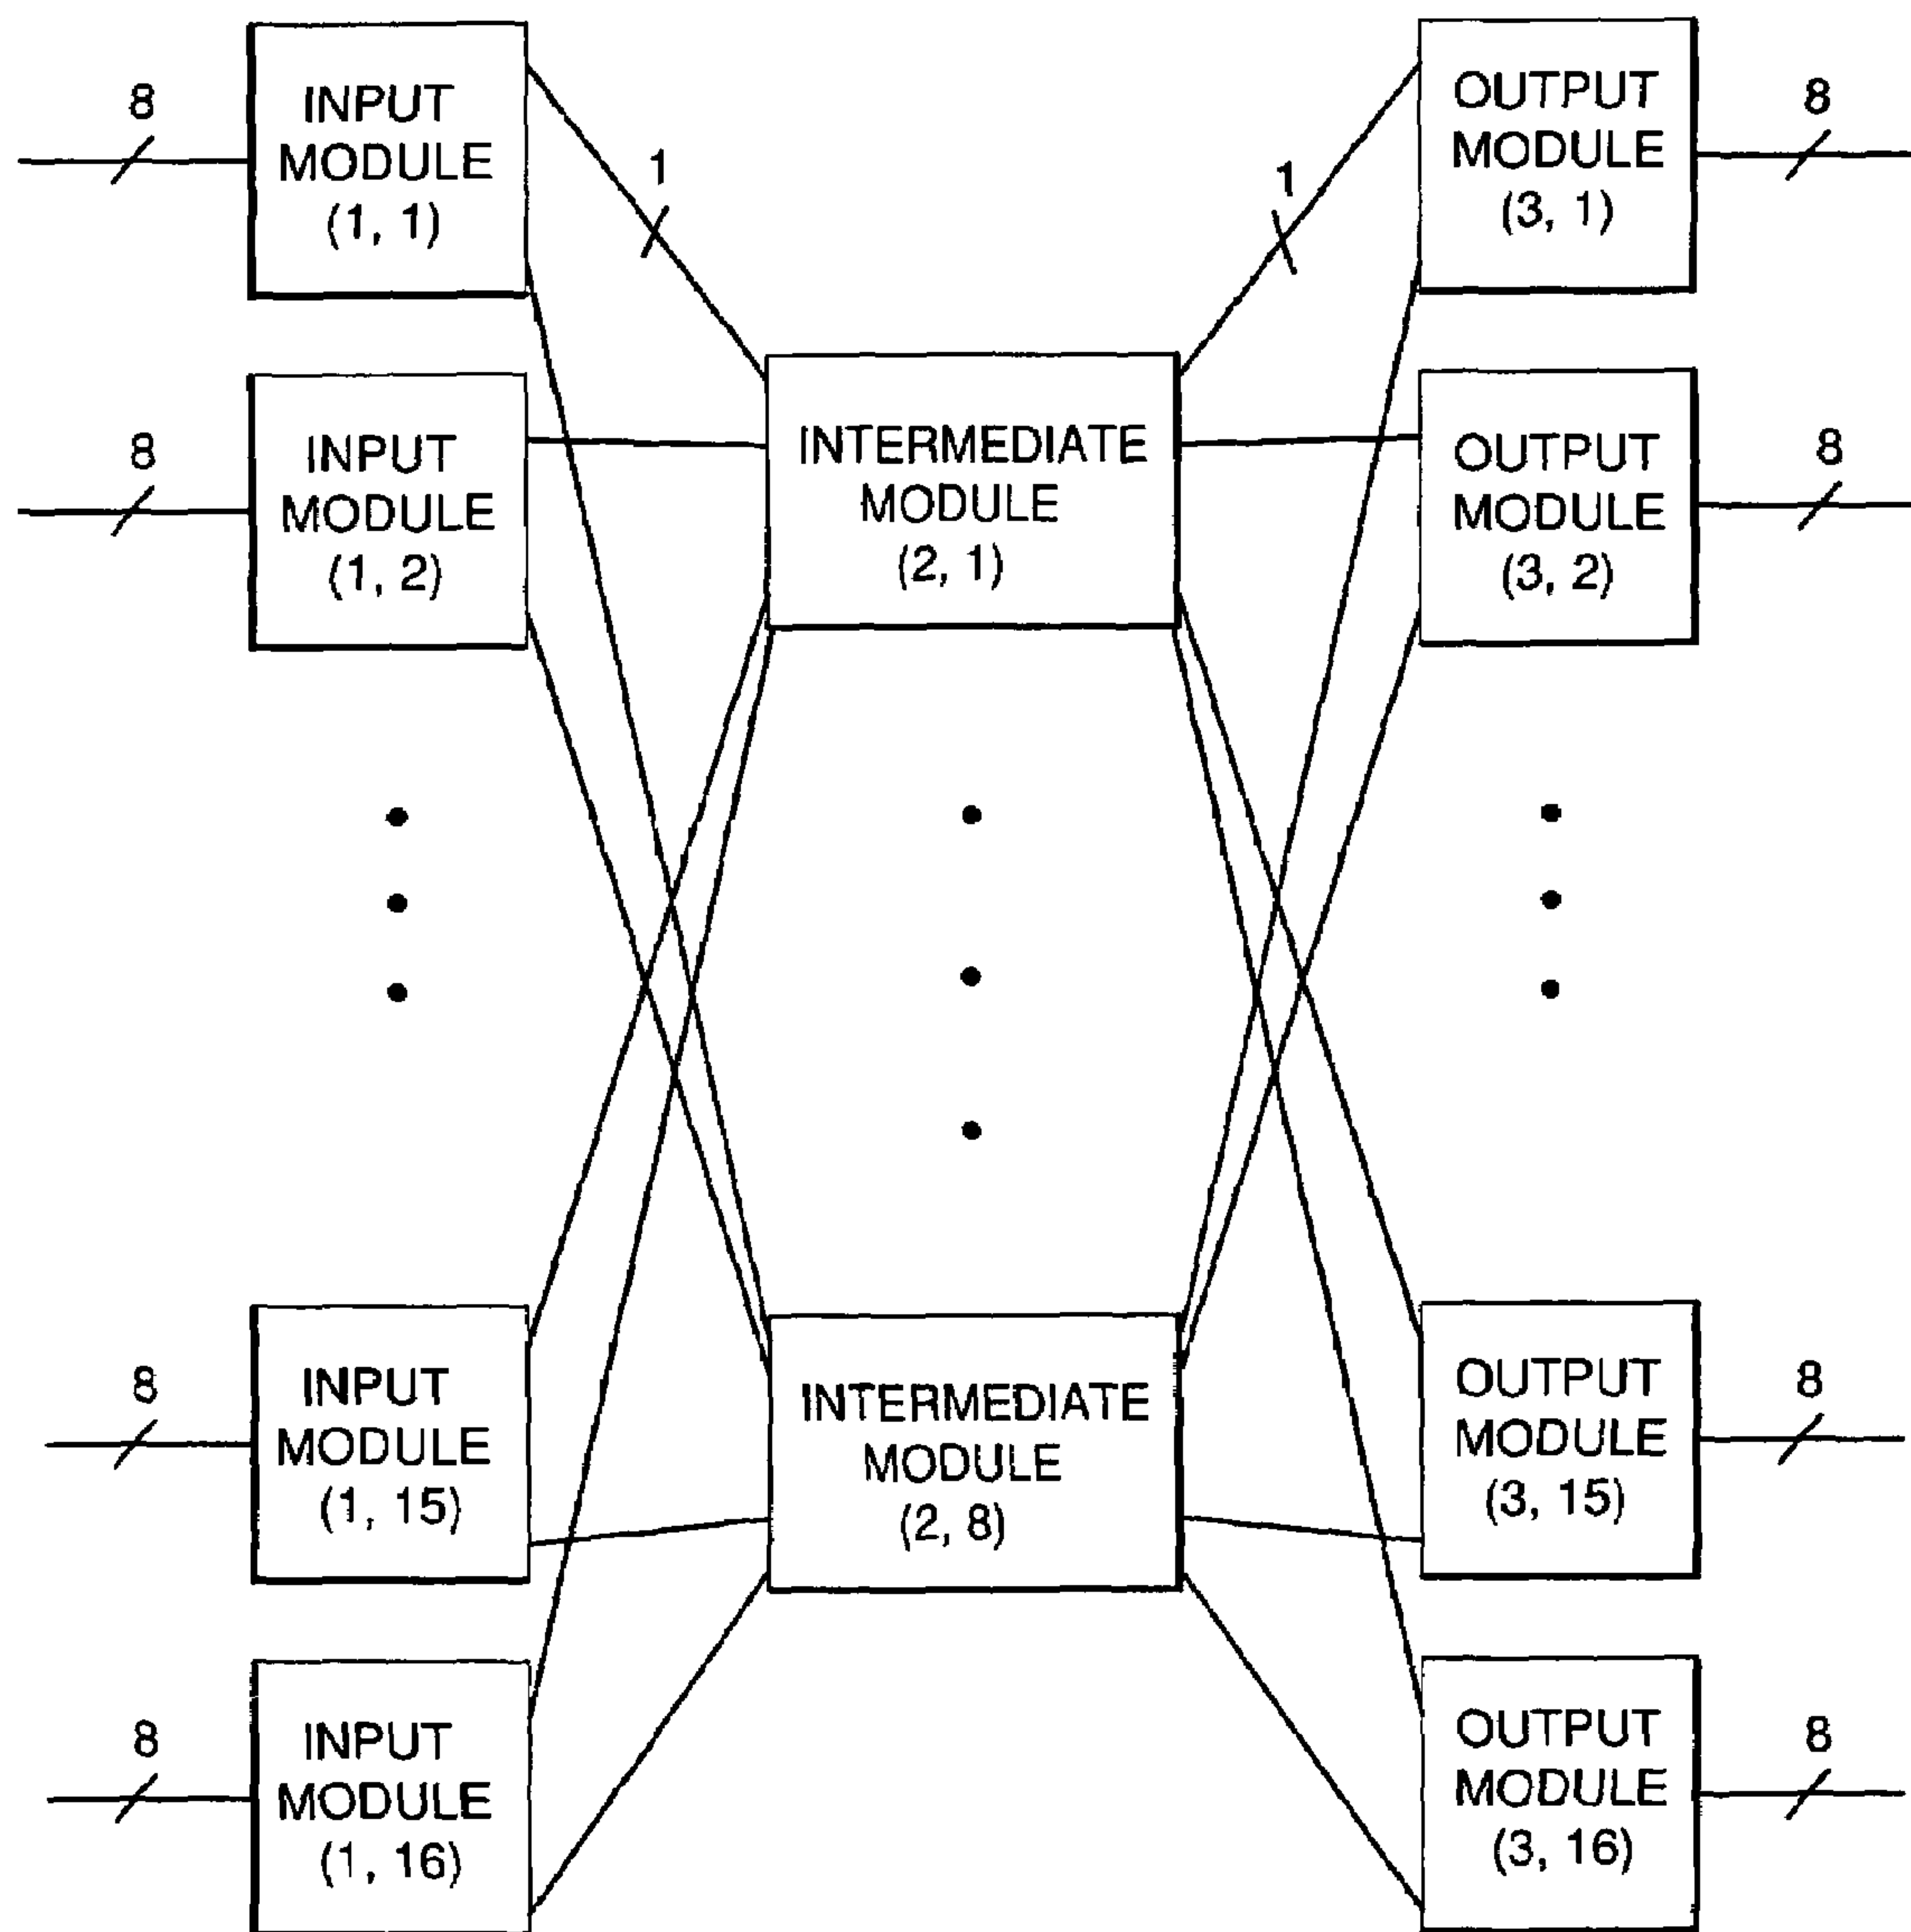 8
INPUT
MODULE
(1, 1)
1
1
OUTPUT
MODULE
(3, 1)
8
8
INPUT
MODULE
(1, 2)
INTERMEDIATE
MODULE
(2, 1)
OUTPUT
MODULE
(3, 2)
8
8
INPUT
MODULE
(1, 15)
INTERMEDIATE
MODULE
(2, 8)
OUTPUT
MODULE
(3, 15)
8
8
INPUT
MODULE
(1, 16)
OUTPUT
MODULE
(3, 16)
8